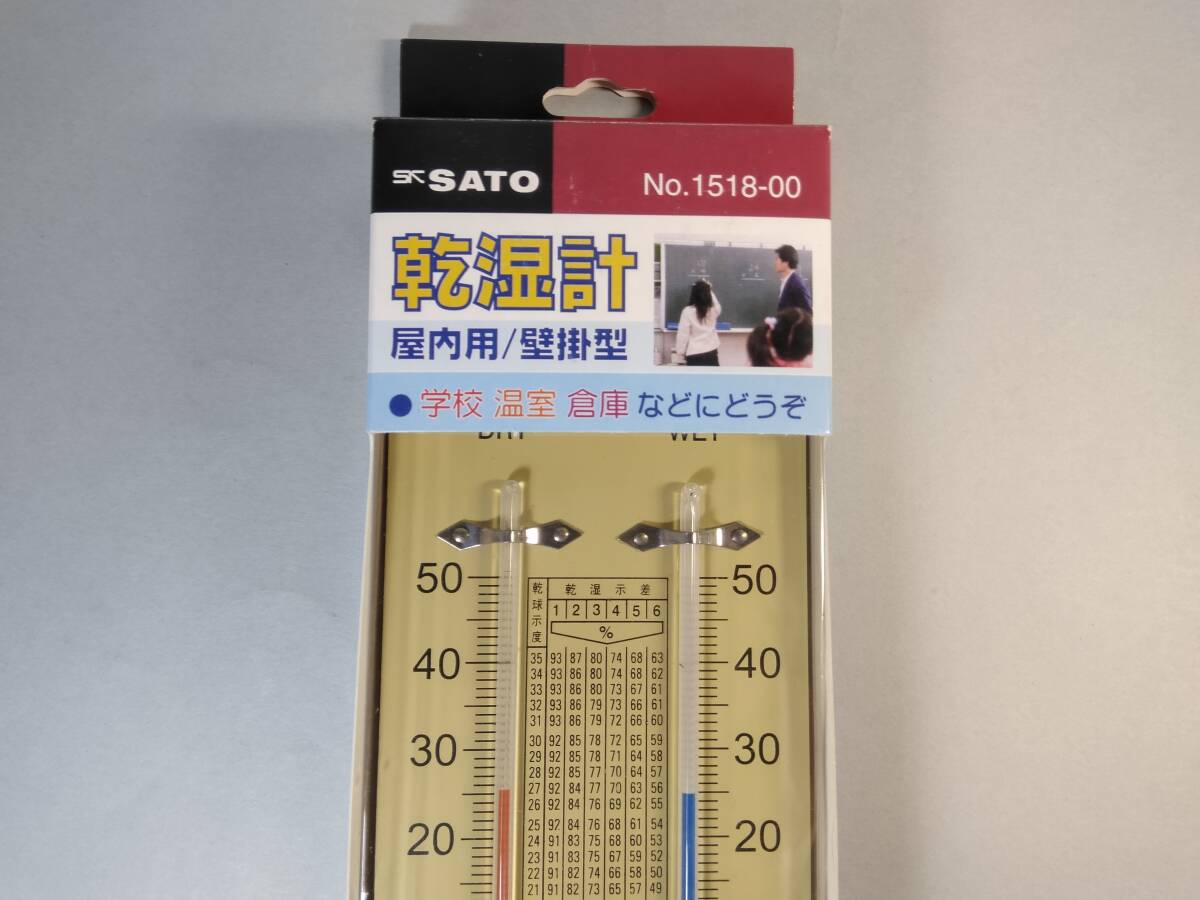 SK SATO
No.1518-00
乾湿計
屋内用/壁掛型
●学校 温室 倉庫 などにどうぞ
DRY WET
50 50
乾球示度 乾湿示差
1 2 3 4 5 6
%
40 40
35 93 87 80 74 68 63
34 93 86 80 74 68 62
33 93 86 80 73 67 61
32 93 86 79 73 66 61
31 93 86 79 72 66 60
30 30
30 92 85 78 72 65 59
29 92 85 78 71 64 58
28 92 85 77 70 64 57
27 92 84 77 70 63 56
26 92 84 76 69 62 55
20 20
25 92 84 76 68 61 54
24 91 83 75 68 60 53
23 91 83 75 67 59 52
22 91 82 74 66 58 50
21 91 82 73 65 57 49